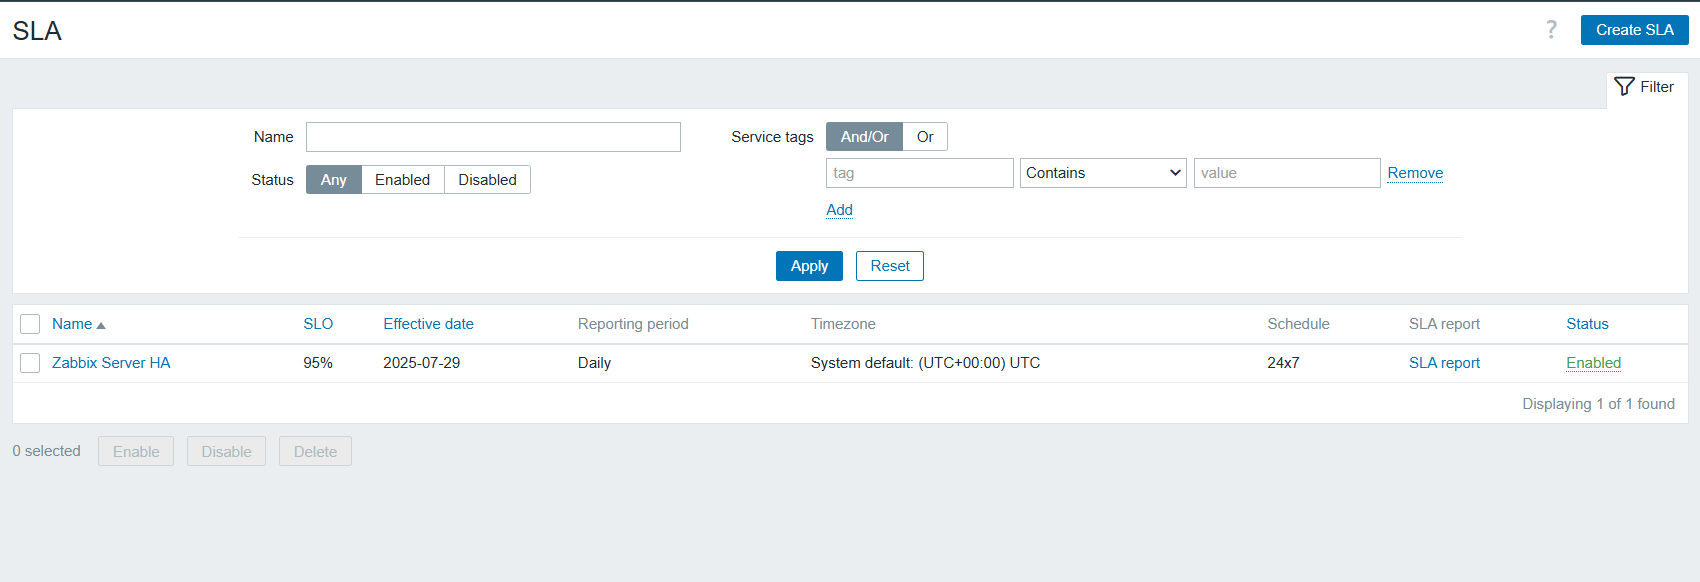 SLA
? Create SLA
Filter
Name Service tags And/Or Or
tag Contains value Remove
Status Any Enabled Disabled
Add
Apply Reset
Name SLO Effective date Reporting period Timezone Schedule SLA report Status
Zabbix Server HA 95% 2025-07-29 Daily System default: (UTC+00:00) UTC 24x7 SLA report Enabled
Displaying 1 of 1 found
0 selected Enable Disable Delete